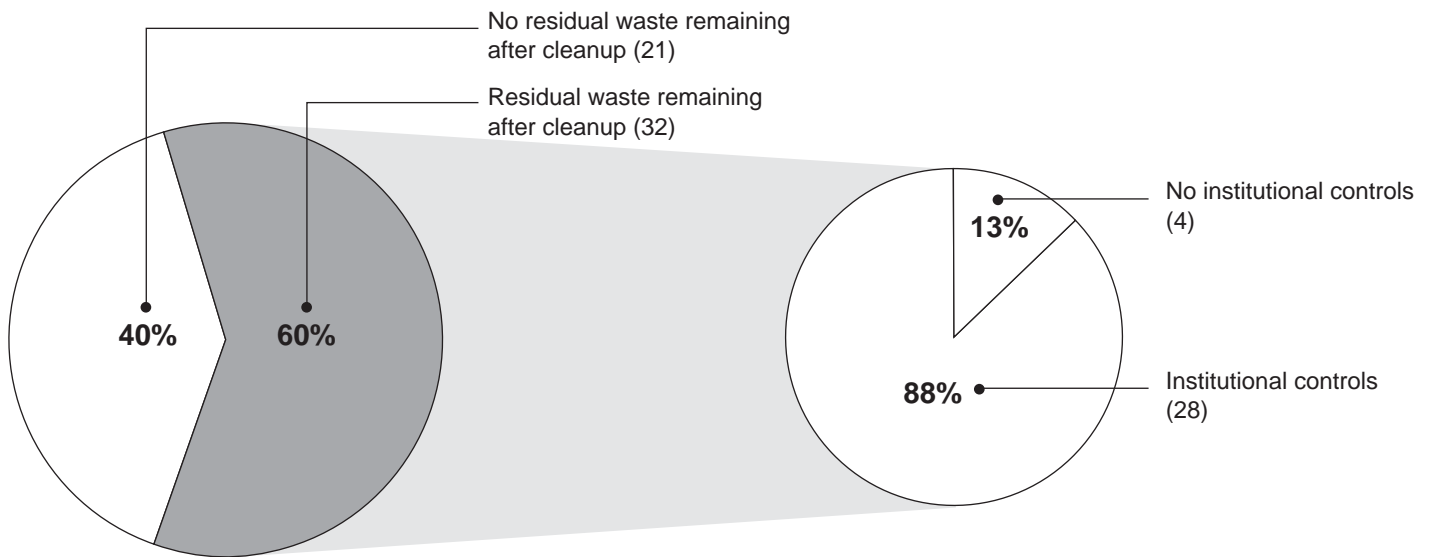 No residual waste remaining
after cleanup (21)
Residual waste remaining
after cleanup (32)
40%
60%
No institutional controls
(4)
13%
88%
Institutional controls
(28)